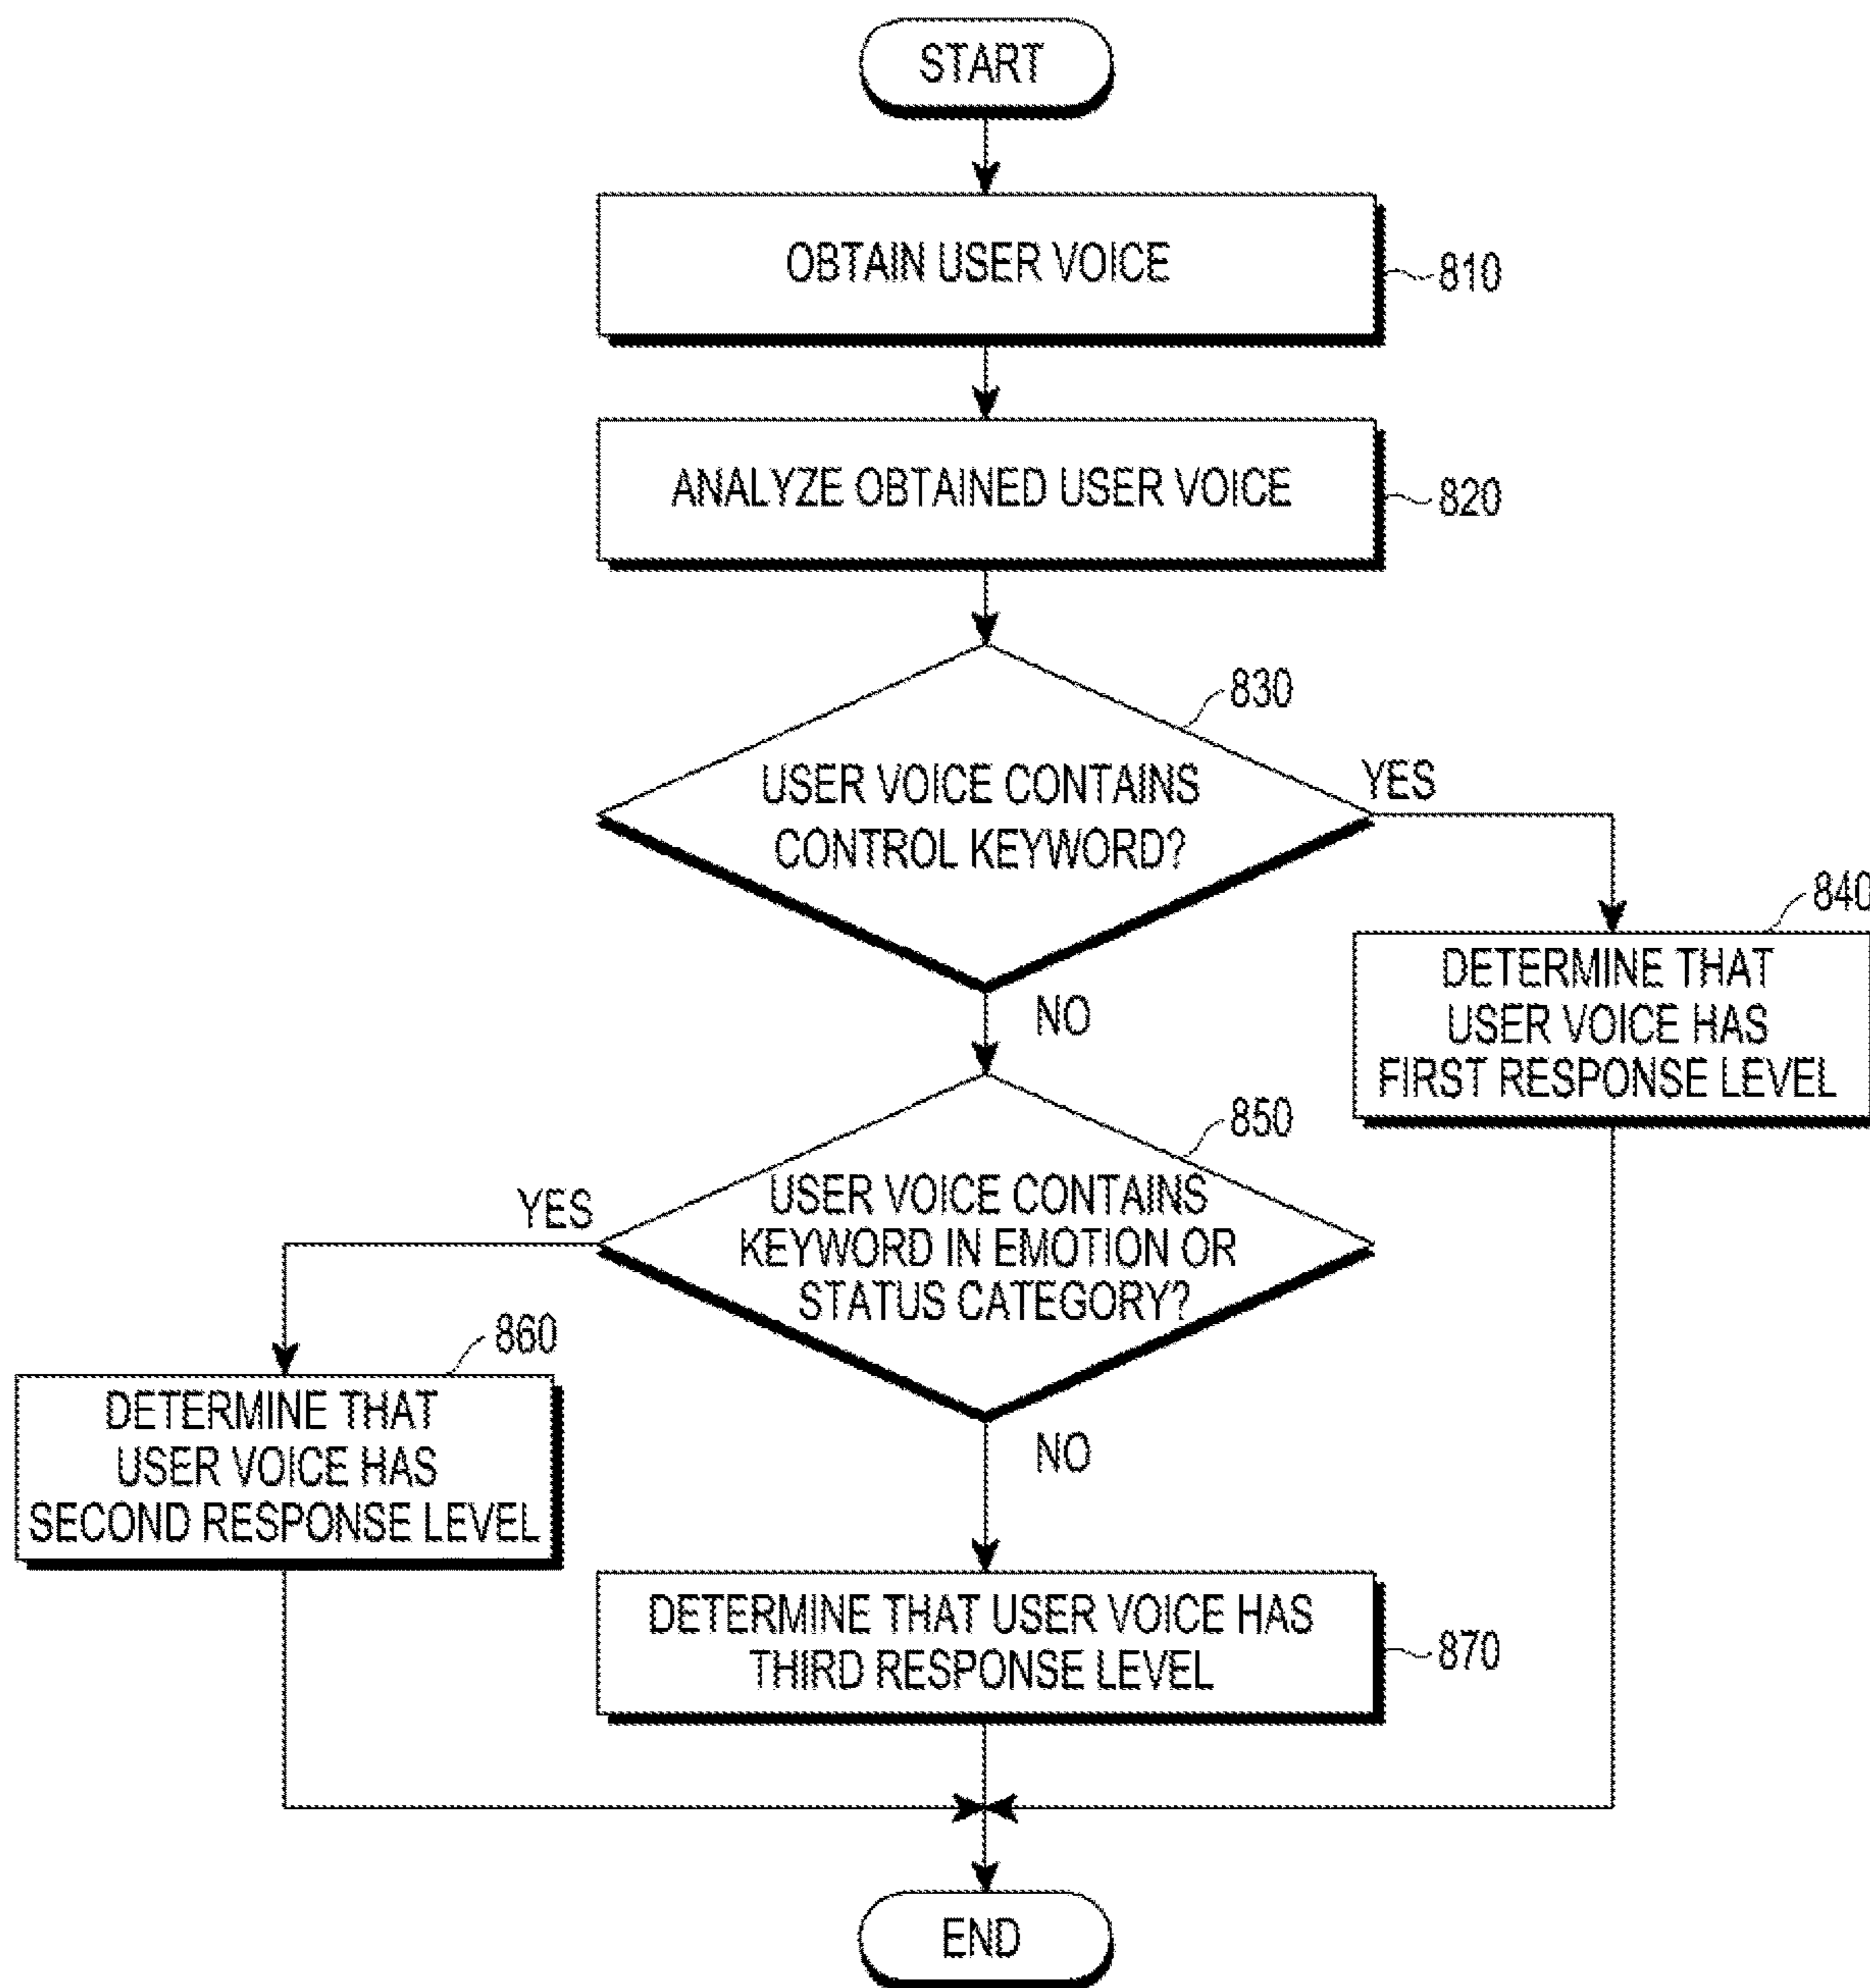 START
OBTAIN USER VOICE
810
ANALYZE OBTAINED USER VOICE
820
830
USER VOICE CONTAINS
CONTROL KEYWORD?
YES
NO
840
DETERMINE THAT
USER VOICE HAS
FIRST RESPONSE LEVEL
850
USER VOICE CONTAINS
KEYWORD IN EMOTION OR
STATUS CATEGORY?
YES
NO
860
DETERMINE THAT
USER VOICE HAS
SECOND RESPONSE LEVEL
DETERMINE THAT USER VOICE HAS
THIRD RESPONSE LEVEL
870
END